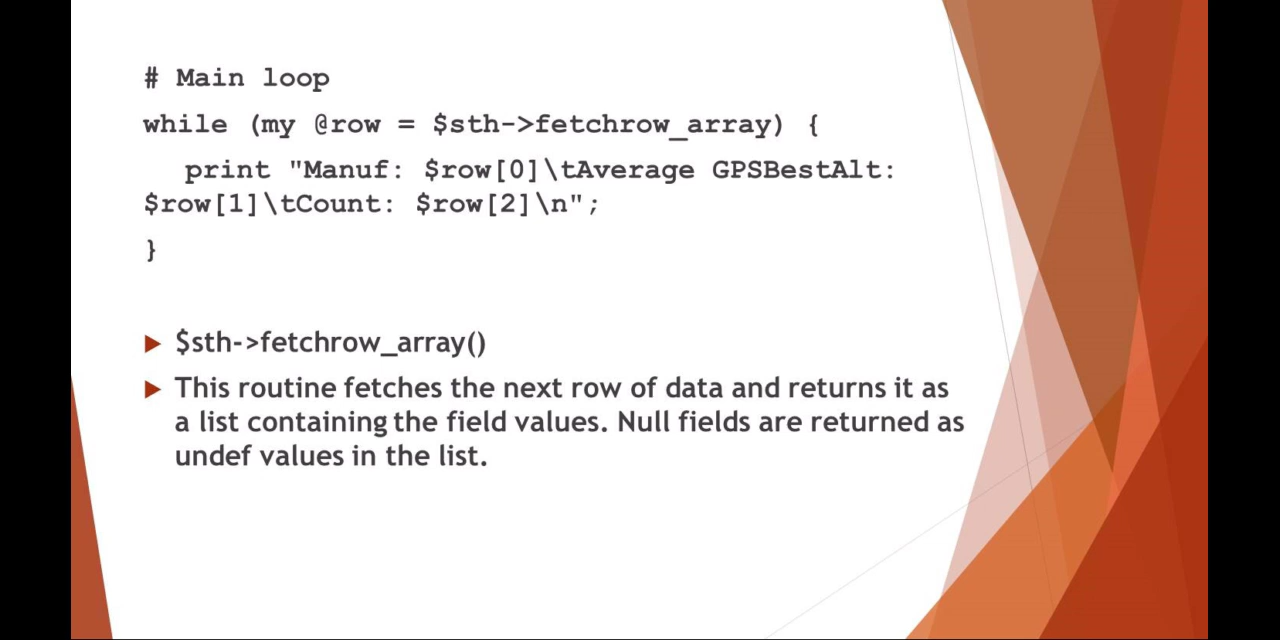 # Main loop
while (my @row = $sth->fetchrow_array) {
print "Manuf: $row[0]\tAverage GPSBestAlt:
$row[1]\tCount: $row[2]\n";
}
$sth->fetchrow_array()
This routine fetches the next row of data and returns it as
a list containing the field values. Null fields are returned as
undef values in the list.